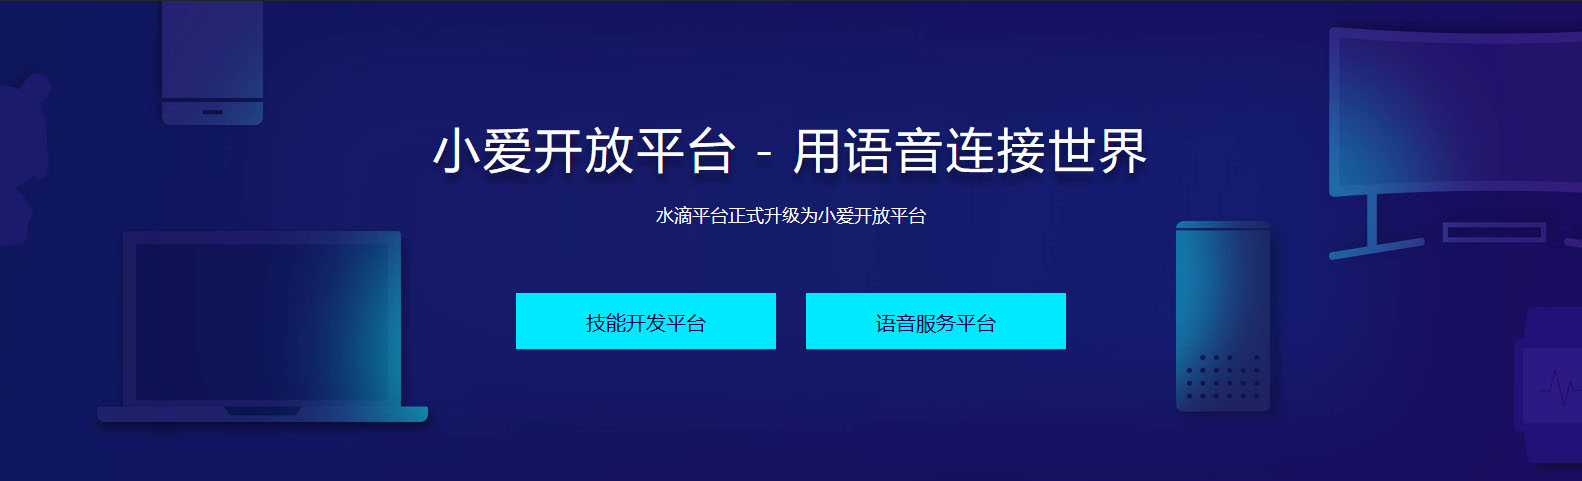 小爱开放平台 - 用语音连接世界
水滴平台正式升级为小爱开放平台
技能开发平台
语音服务平台